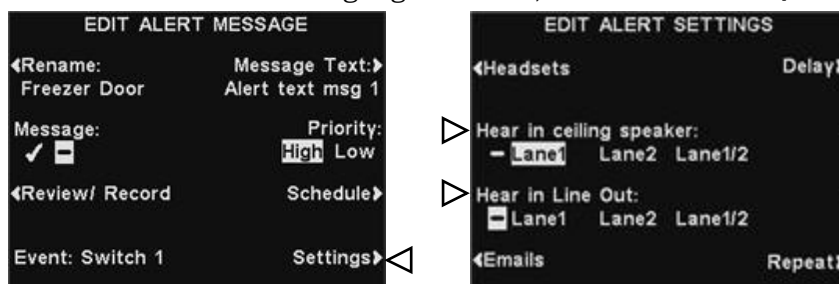 EDIT ALERT MESSAGE
Rename: Message Text:
Freezer Door Alert text msg 1
Message: Priority:
✓ – High Low
Review/ Record Schedule
Event: Switch 1 Settings
EDIT ALERT SETTINGS
Headsets Delay
Hear in ceiling speaker:
– Lane1 Lane2 Lane1/2
Hear in Line Out:
– Lane1 Lane2 Lane1/2
Emails Repeat